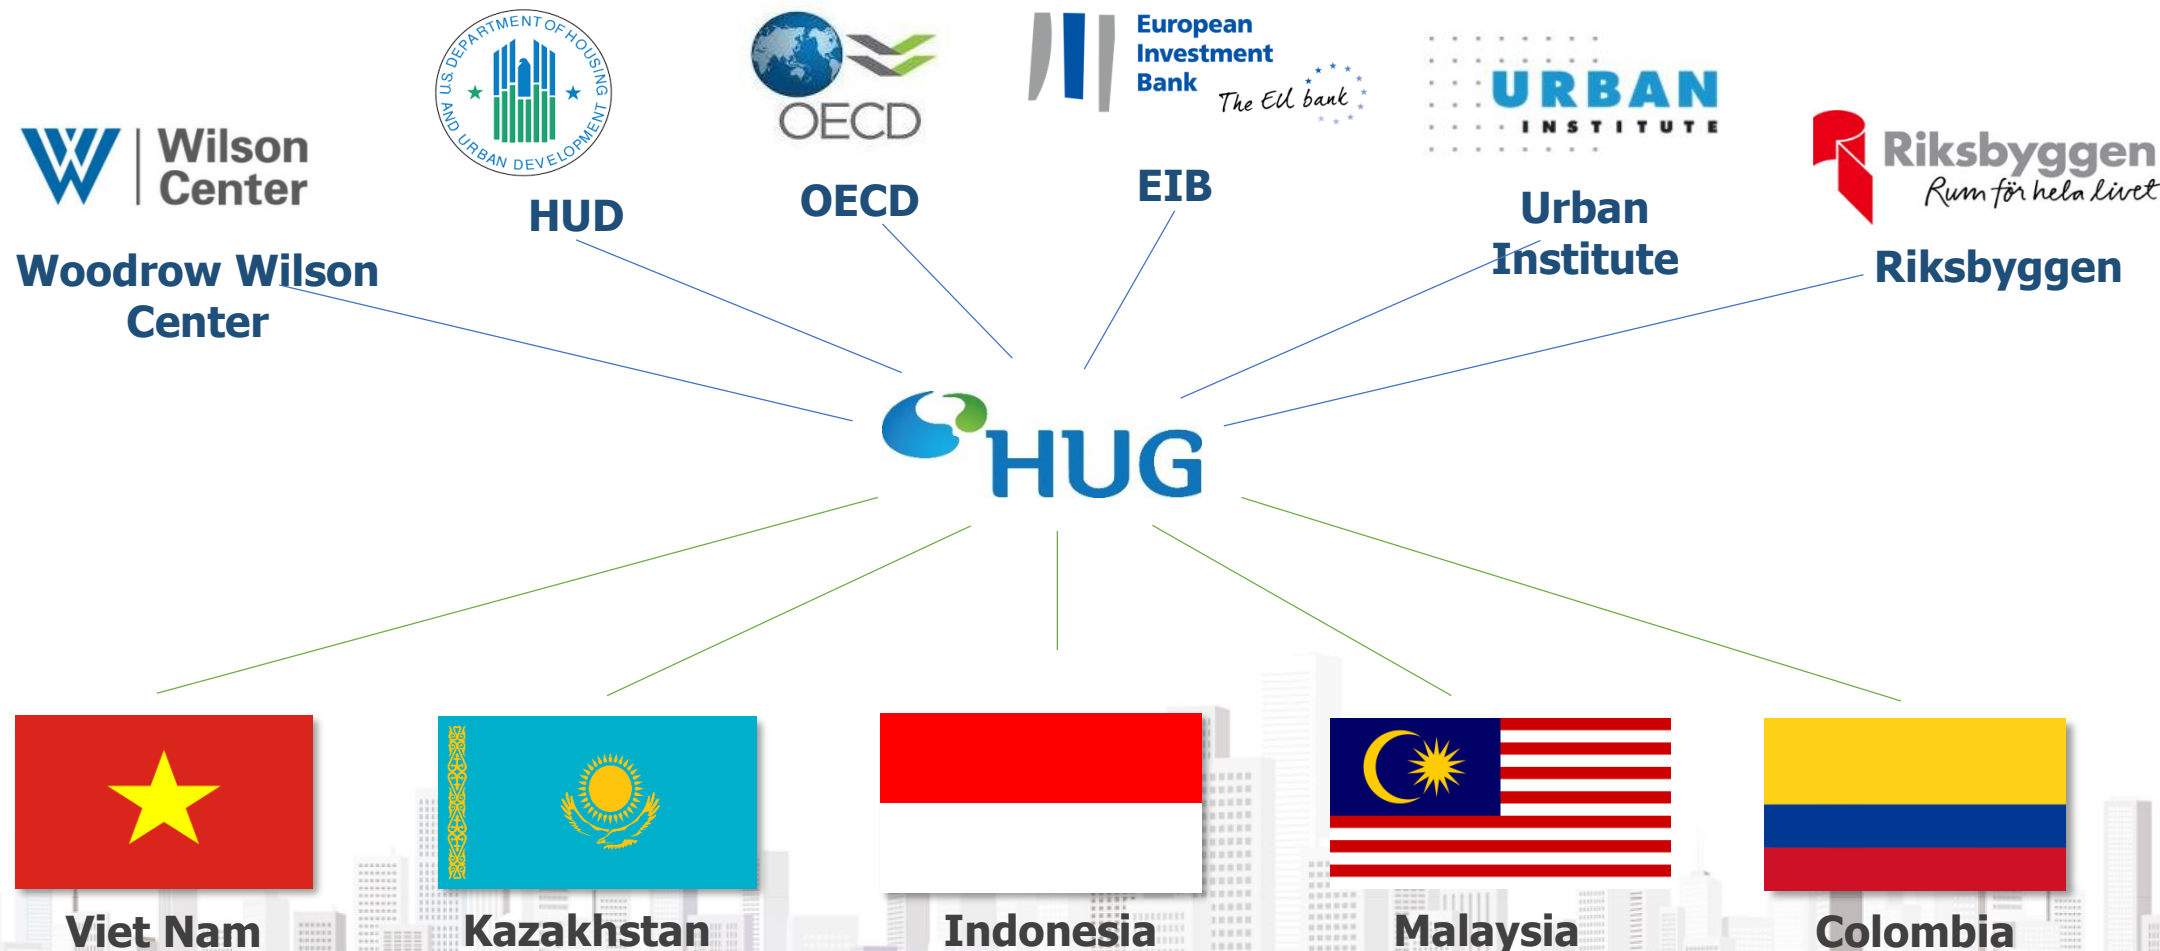 Wilson
Center
Woodrow Wilson
Center
U.S. DEPARTMENT OF HOUSING
AND URBAN DEVELOPMENT
HUD
OECD
OECD
European
Investment
Bank
The EU bank
EIB
URBAN
INSTITUTE
Urban
Institute
Riksbyggen
Rum för hela livet
Riksbyggen
HUG
Viet Nam
Kazakhstan
Indonesia
Malaysia
Colombia